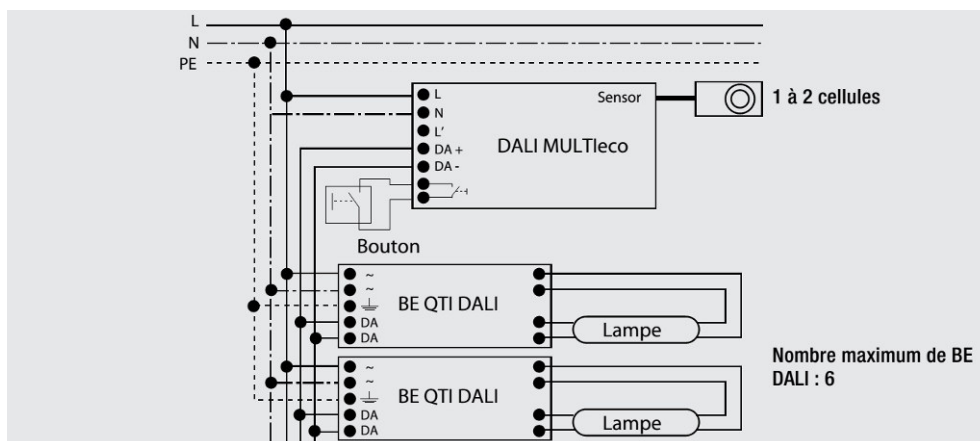 L
N
PE
L
N
L'
DA +
DA -
Sensor
DALI MULTIeco
1 à 2 cellules
Bouton
~
~
DA
DA
BE QTI DALI
Lampe
~
~
DA
DA
BE QTI DALI
Lampe
Nombre maximum de BE
DALI : 6